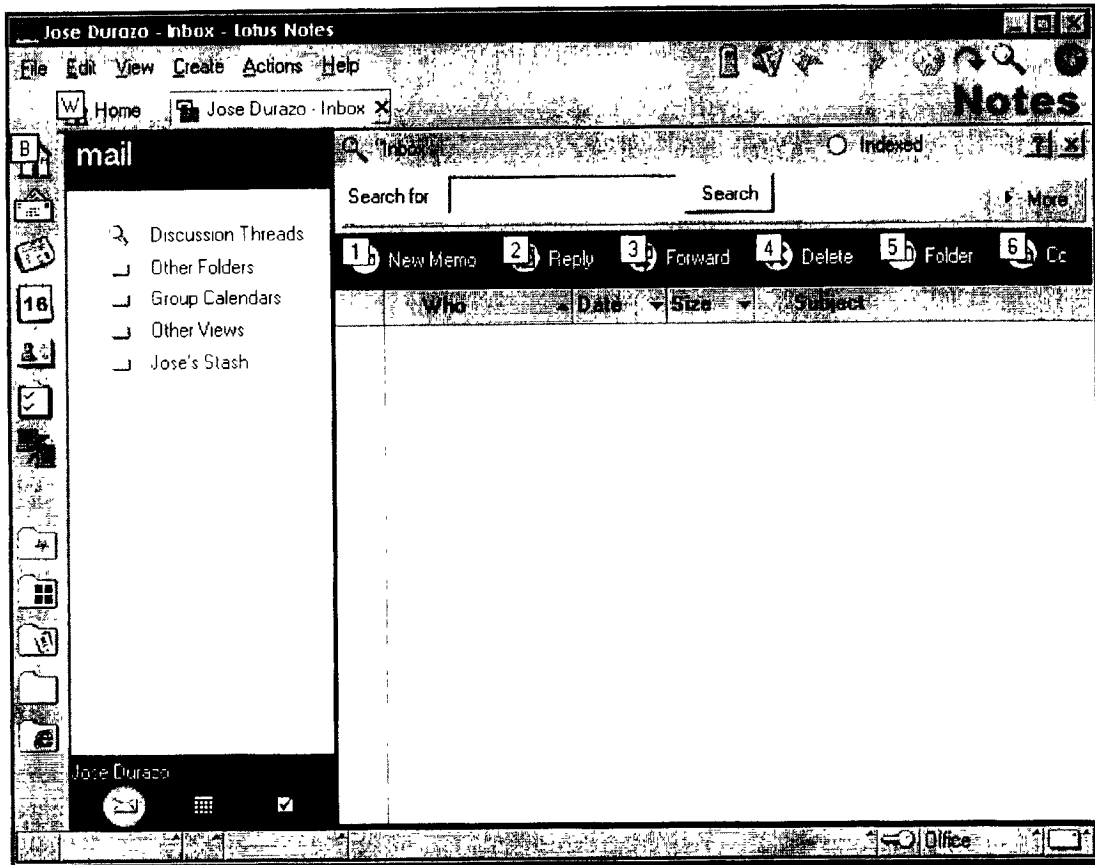 Jose Durazo - Inbox - Lotus Notes
File Edit View Create Actions Help
W Home Jose Durazo - Inbox X
Notes
B mail
Inbox Indexed ? X
Search for Search More
Discussion Threads
Other Folders
Group Calendars
Other Views
Jose's Stash
1 New Memo 2 Reply 3 Forward 4 Delete 5 Folder 6 Cc
Who Date Size Subject
16
Jose Durazo
Office